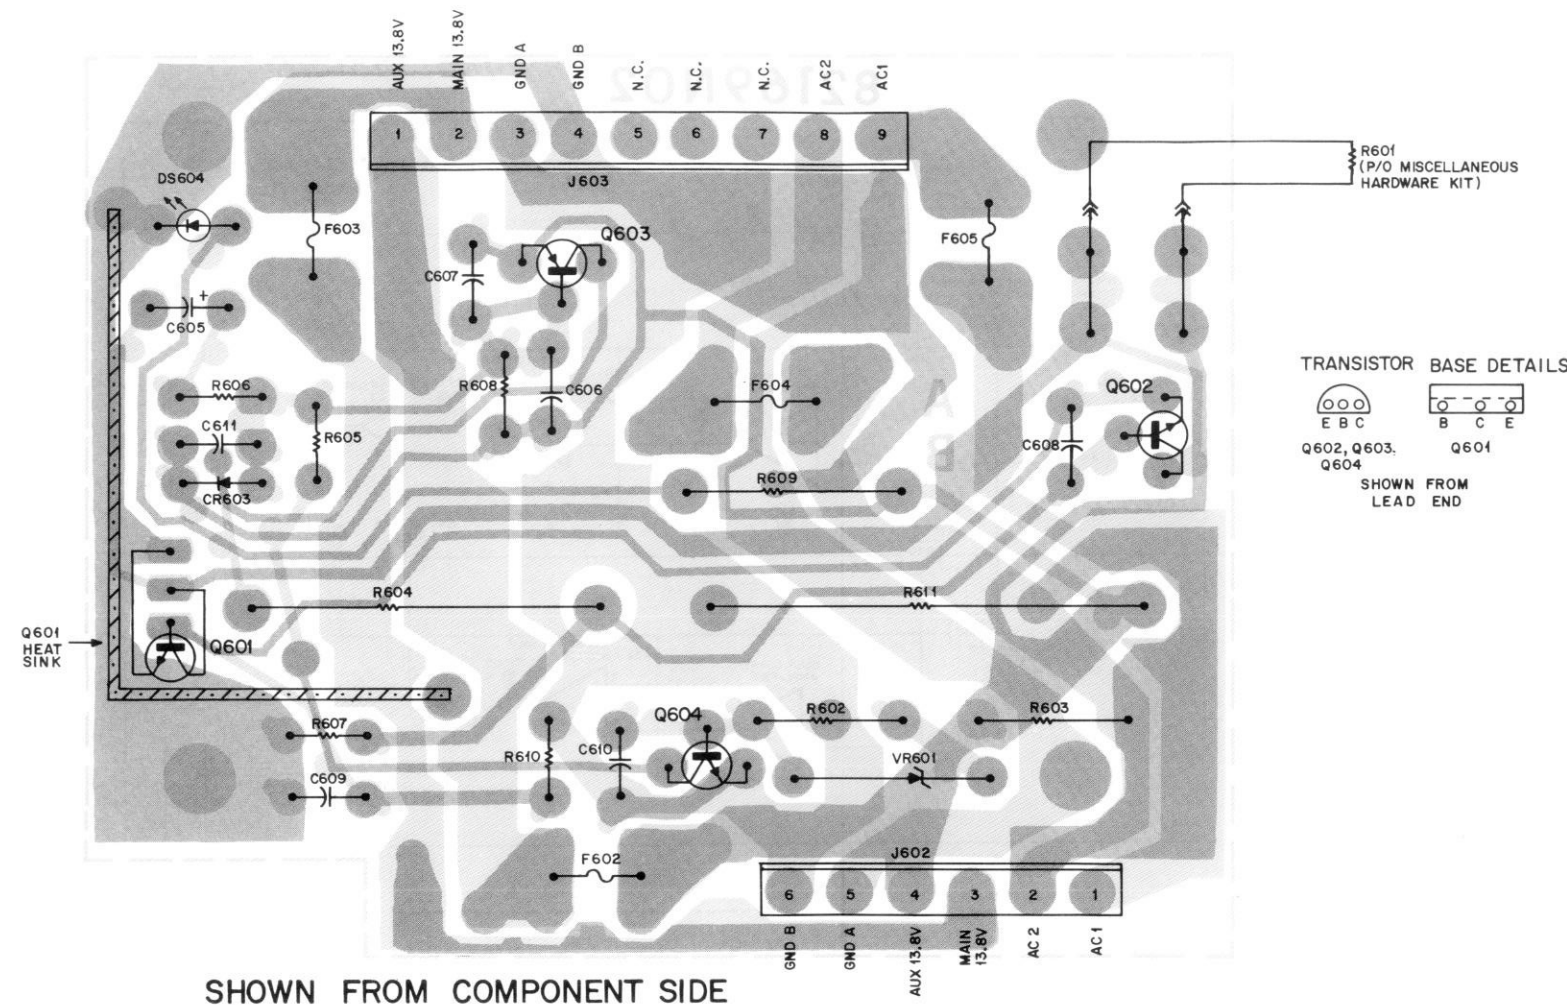 AUX 13.8V
MAIN 13.8V
GND A
GND B
N.C.
N.C.
N.C.
AC2
AC1
82169N02
1 2 3 4 5 6 7 8 9
J603
R601
(P/O MISCELLANEOUS
HARDWARE KIT)
DS604
F603
Q603
F605
C607
+
C605
R606
R608
C606
F604
Q602
C611
R605
C608
CR603
R609
A
B
TRANSISTOR BASE DETAILS
E B C
B C E
Q602, Q603,
Q604
Q601
SHOWN FROM
LEAD END
R604
R611
Q601
HEAT
SINK
Q601
R607
Q604
R602
R603
R610
C610
VR601
C609
F602
J602
6 5 4 3 2 1
GND B
GND A
AUX 13.8V
MAIN
13.8V
AC 2
AC1
SHOWN FROM COMPONENT SIDE